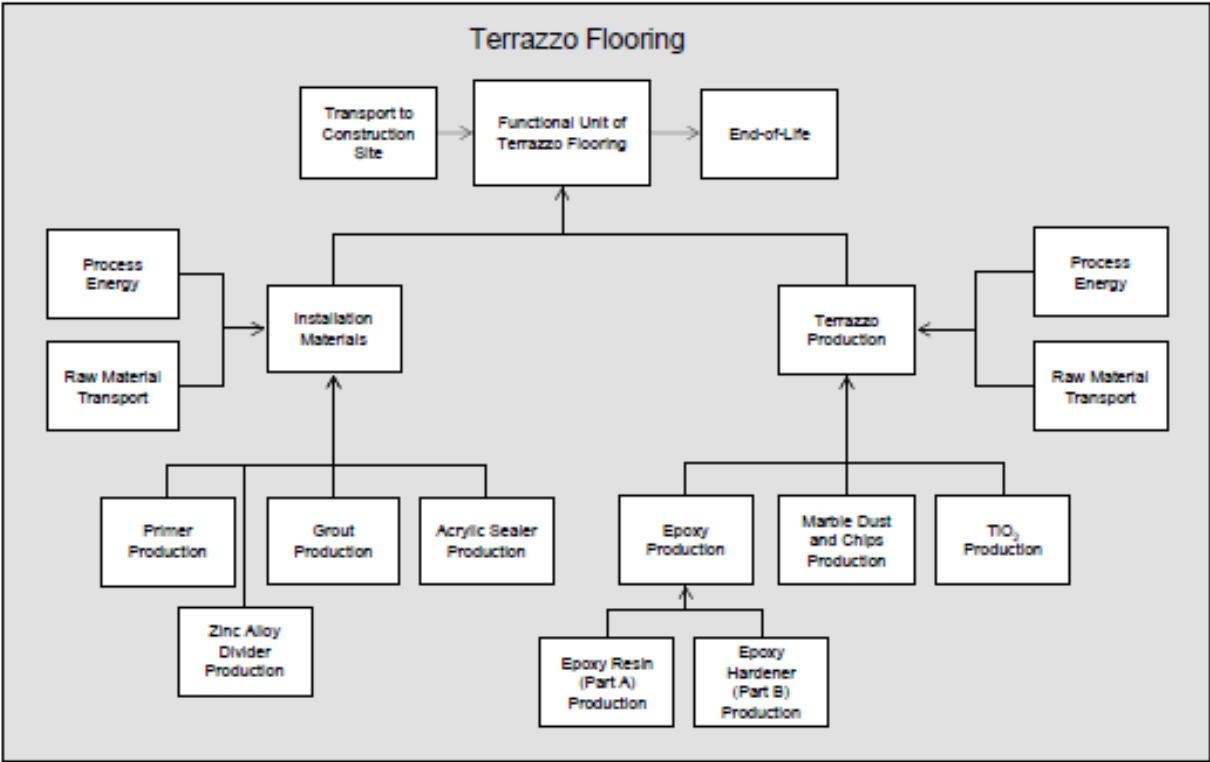 Terrazzo Flooring
Transport to
Construction
Site
Functional Unit of
Terrazzo Flooring
End-of-Life
Process
Energy
Raw Material
Transport
Installation
Materials
Terrazzo
Production
Process
Energy
Raw Material
Transport
Primer
Production
Grout
Production
Acrylic Sealer
Production
Zinc Alloy
Divider
Production
Epoxy
Production
Marble Dust
and Chips
Production
TiO₂
Production
Epoxy Resin
(Part A)
Production
Epoxy
Hardener
(Part B)
Production